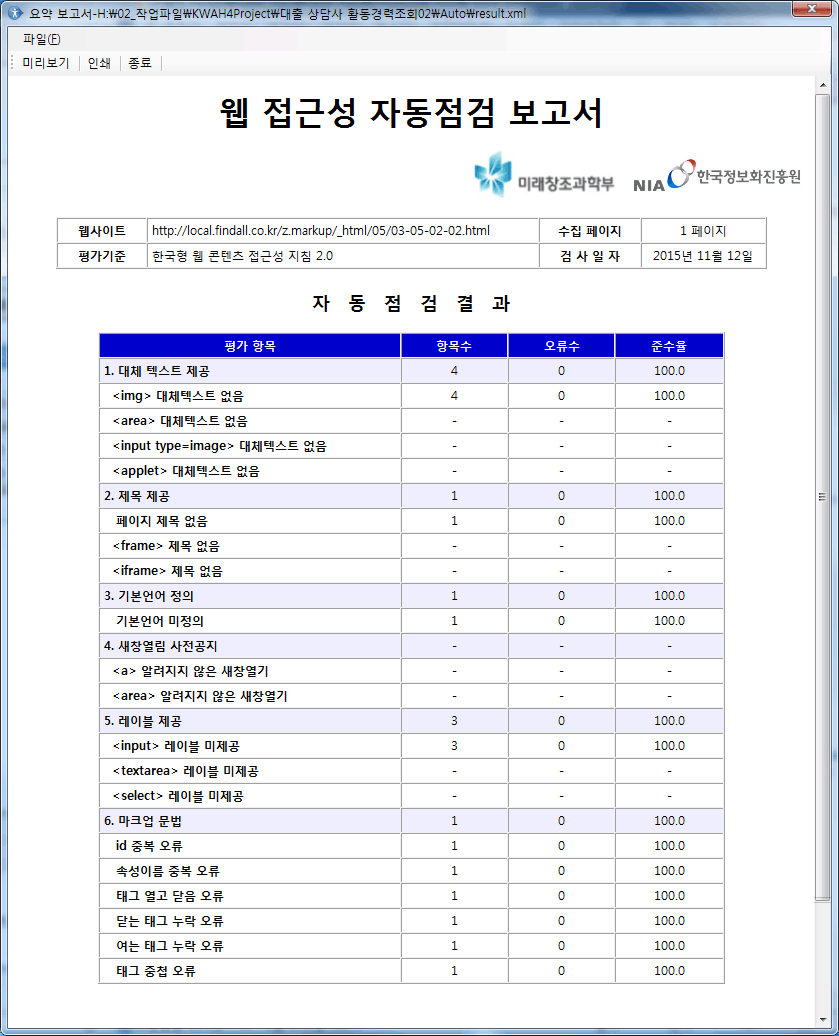 요약 보고서-H:\02_작업파일\KWAH4Project\대출 상담사 활동경력조회02\Auto\result.xml
파일(F)
미리보기 인쇄 종료
웹 접근성 자동점검 보고서
미래창조과학부 NIA 한국정보화진흥원
웹사이트 http://local.findall.co.kr/z.markup/_html/05/03-05-02-02.html 수집 페이지 1 페이지
평가기준 한국형 웹 콘텐츠 접근성 지침 2.0 검 사 일 자 2015년 11월 12일
자 동 점 검 결 과
평가 항목 항목수 오류수 준수율
1. 대체 텍스트 제공 4 0 100.0
<img> 대체텍스트 없음 4 0 100.0
<area> 대체텍스트 없음 - - -
<input type=image> 대체텍스트 없음 - - -
<applet> 대체텍스트 없음 - - -
2. 제목 제공 1 0 100.0
페이지 제목 없음 1 0 100.0
<frame> 제목 없음 - - -
<iframe> 제목 없음 - - -
3. 기본언어 정의 1 0 100.0
기본언어 미정의 1 0 100.0
4. 새창열림 사전공지 - - -
<a> 알려지지 않은 새창열기 - - -
<area> 알려지지 않은 새창열기 - - -
5. 레이블 제공 3 0 100.0
<input> 레이블 미제공 3 0 100.0
<textarea> 레이블 미제공 - - -
<select> 레이블 미제공 - - -
6. 마크업 문법 1 0 100.0
id 중복 오류 1 0 100.0
속성이름 중복 오류 1 0 100.0
태그 열고 닫음 오류 1 0 100.0
닫는 태그 누락 오류 1 0 100.0
여는 태그 누락 오류 1 0 100.0
태그 중첩 오류 1 0 100.0